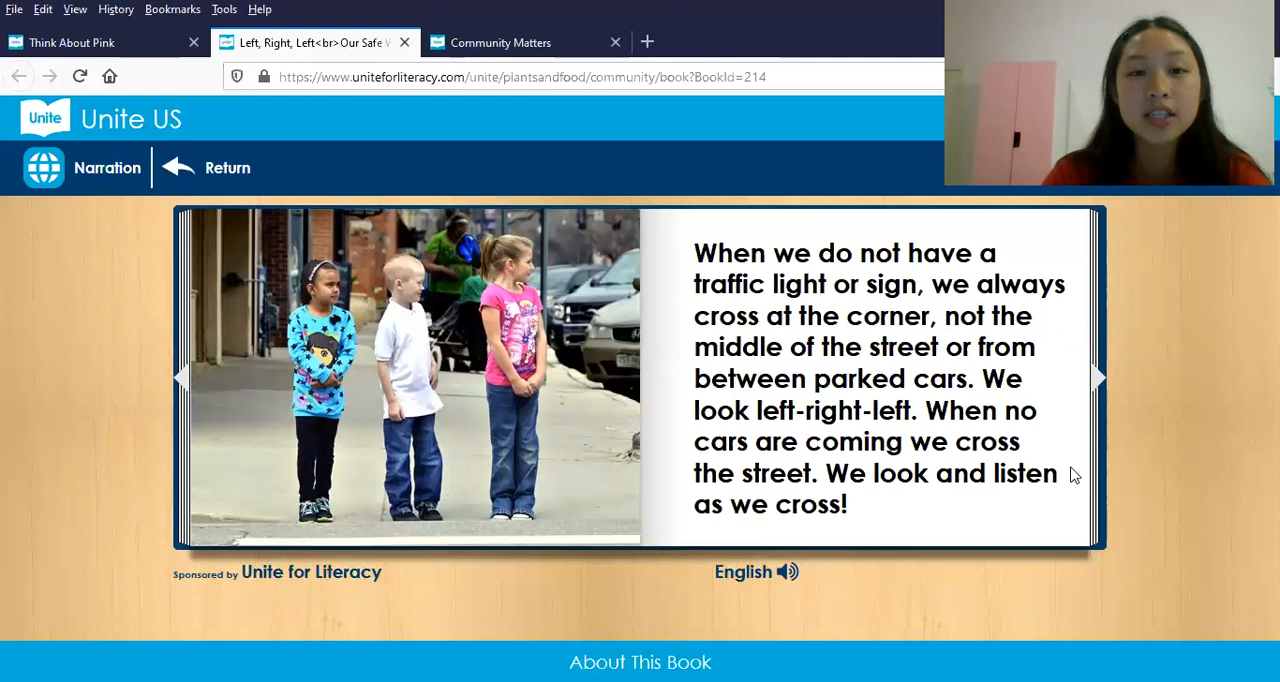 File Edit View History Bookmarks Tools Help
Think About Pink
Left, Right, Left<br>Our Safe
Community Matters
https://www.uniteforliteracy.com/unite/plantsandfood/community/book?BookId=214
Unite
Unite US
Narration
Return
When we do not have a
traffic light or sign, we always
cross at the corner, not the
middle of the street or from
between parked cars. We
look left-right-left. When no
cars are coming we cross
the street. We look and listen
as we cross!
Sponsored by Unite for Literacy
English
About This Book